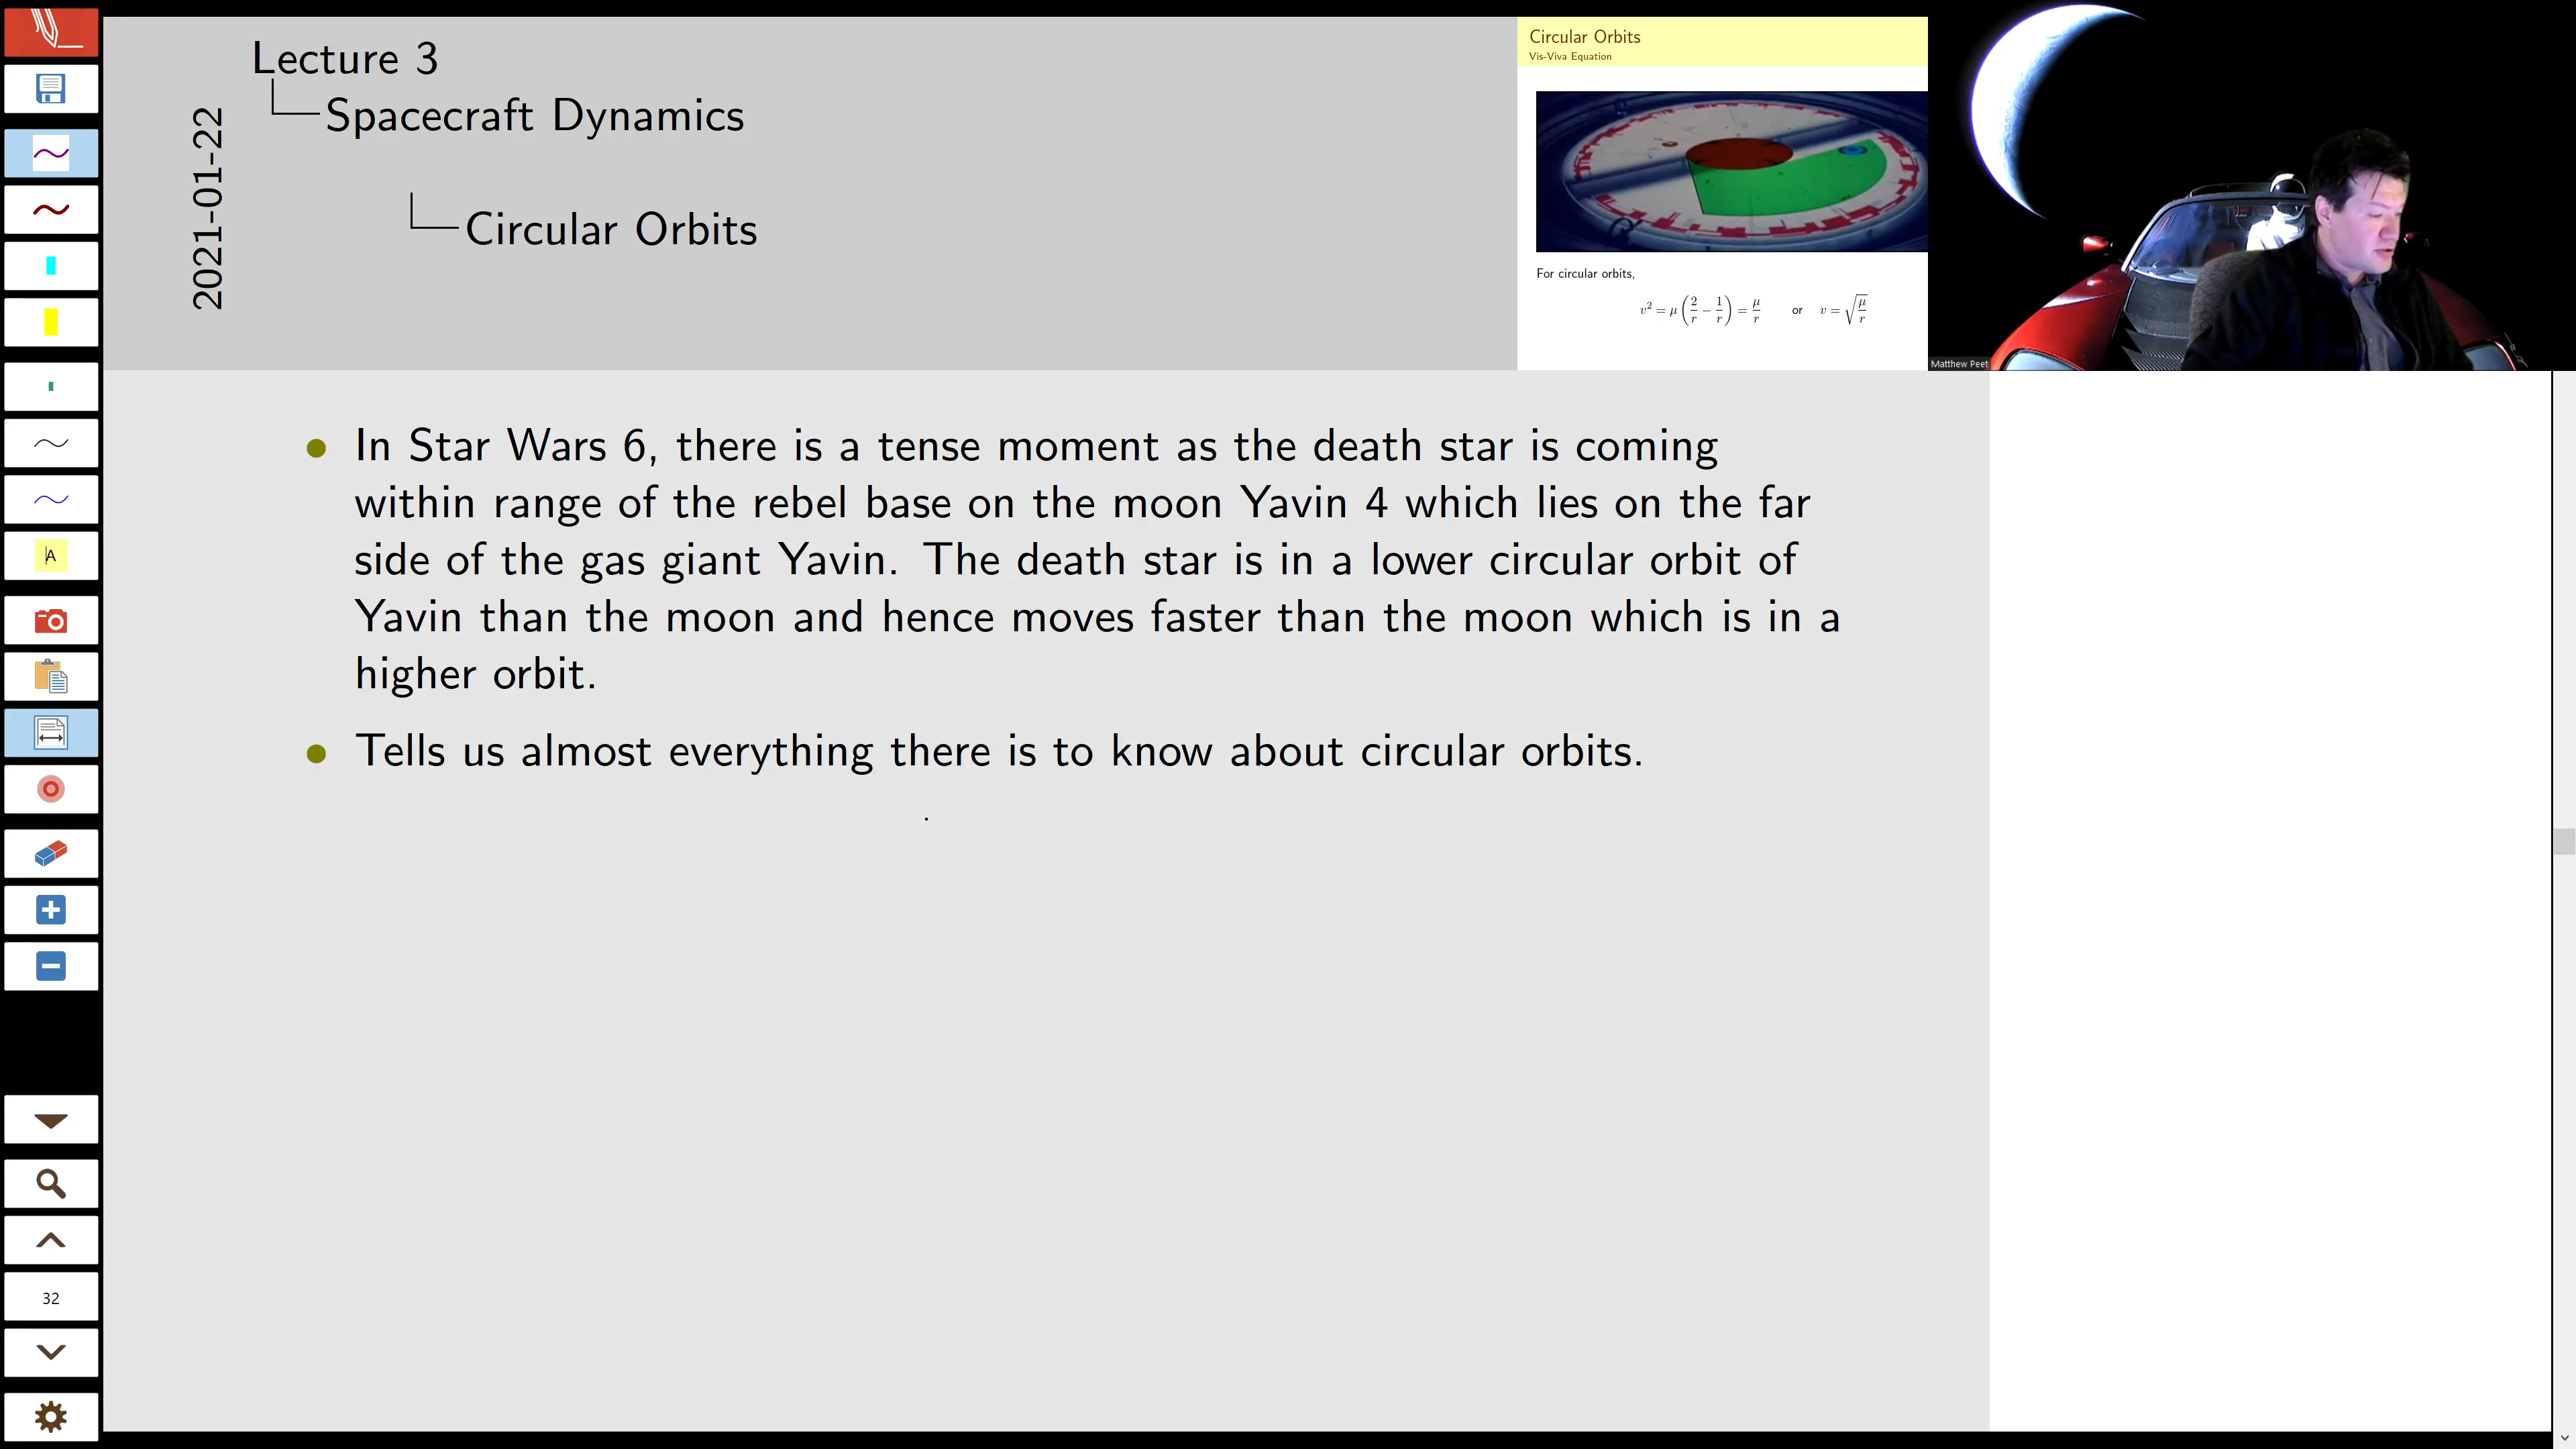 Lecture 3
Spacecraft Dynamics
Circular Orbits
2021-01-22
Circular Orbits
Vis-Viva Equation
For circular orbits,
v² = μ(2/r − 1/r) = μ/r or v = √(μ/r)
Matthew Peet
• In Star Wars 6, there is a tense moment as the death star is coming
within range of the rebel base on the moon Yavin 4 which lies on the far
side of the gas giant Yavin. The death star is in a lower circular orbit of
Yavin than the moon and hence moves faster than the moon which is in a
higher orbit.
• Tells us almost everything there is to know about circular orbits.
A
32